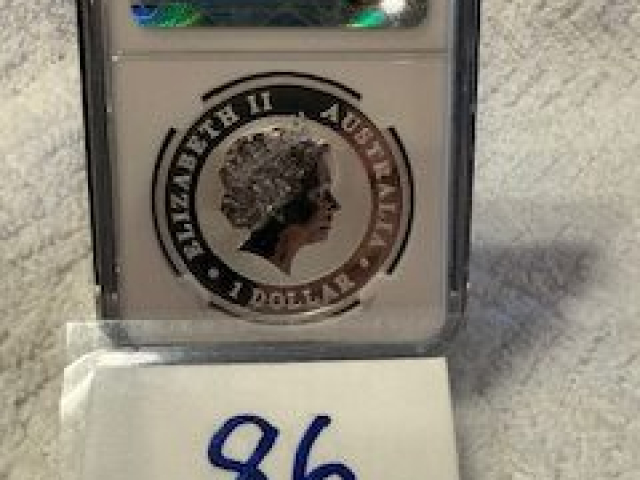 ELIZABETH II AUSTRALIA
• 1 DOLLAR •
86